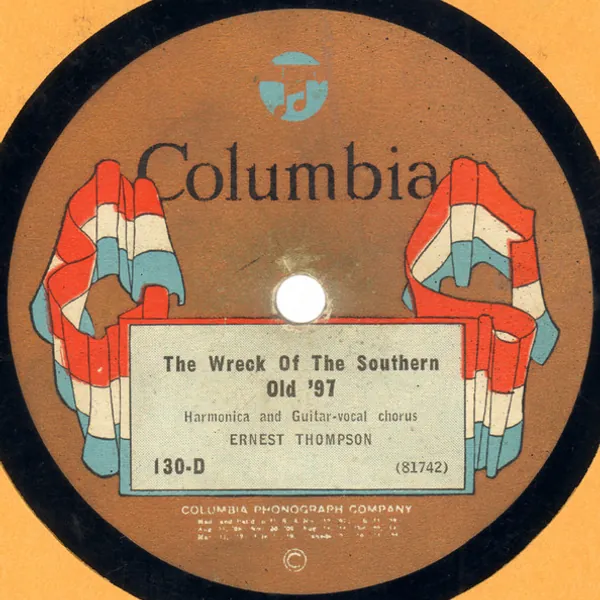 Columbia
The Wreck Of The Southern
Old '97
Harmonica and Guitar-vocal chorus
ERNEST THOMPSON
130-D (81742)
COLUMBIA PHONOGRAPH COMPANY
©